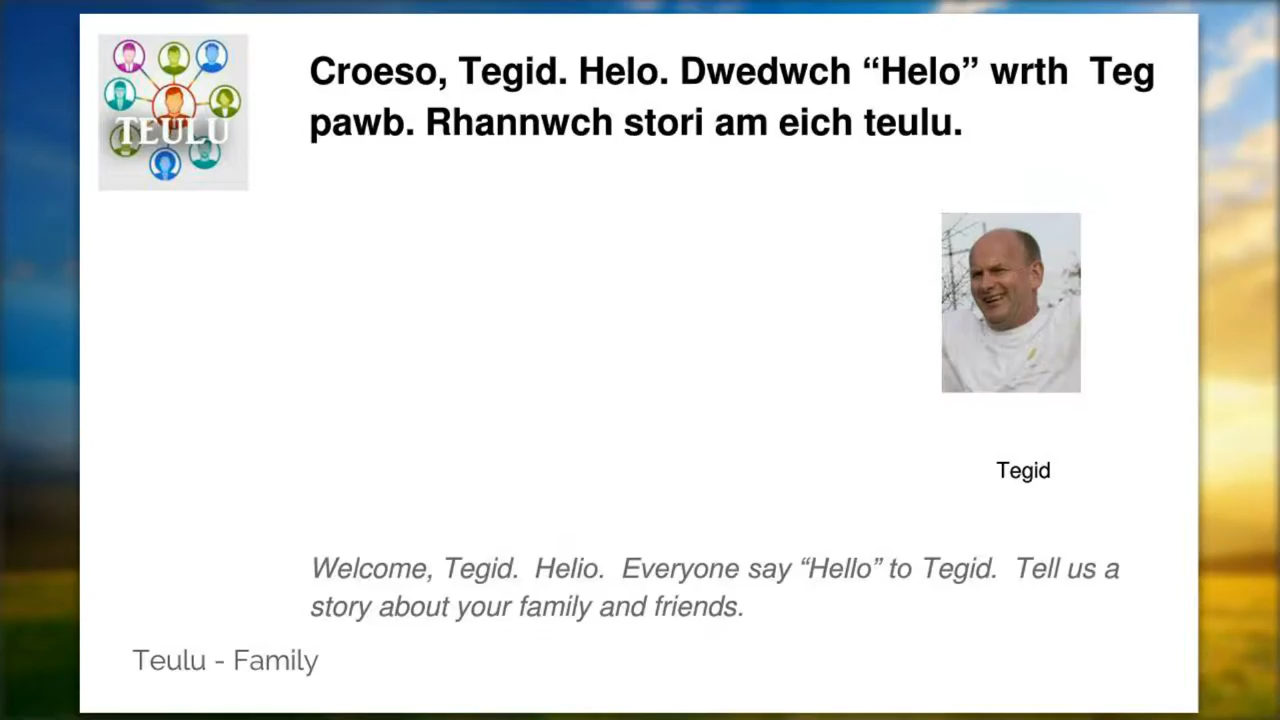 TEULU
Croeso, Tegid. Helo. Dwedwch “Helo” wrth Teg
pawb. Rhannwch stori am eich teulu.
Tegid
Welcome, Tegid. Helio. Everyone say “Hello” to Tegid. Tell us a
story about your family and friends.
Teulu - Family